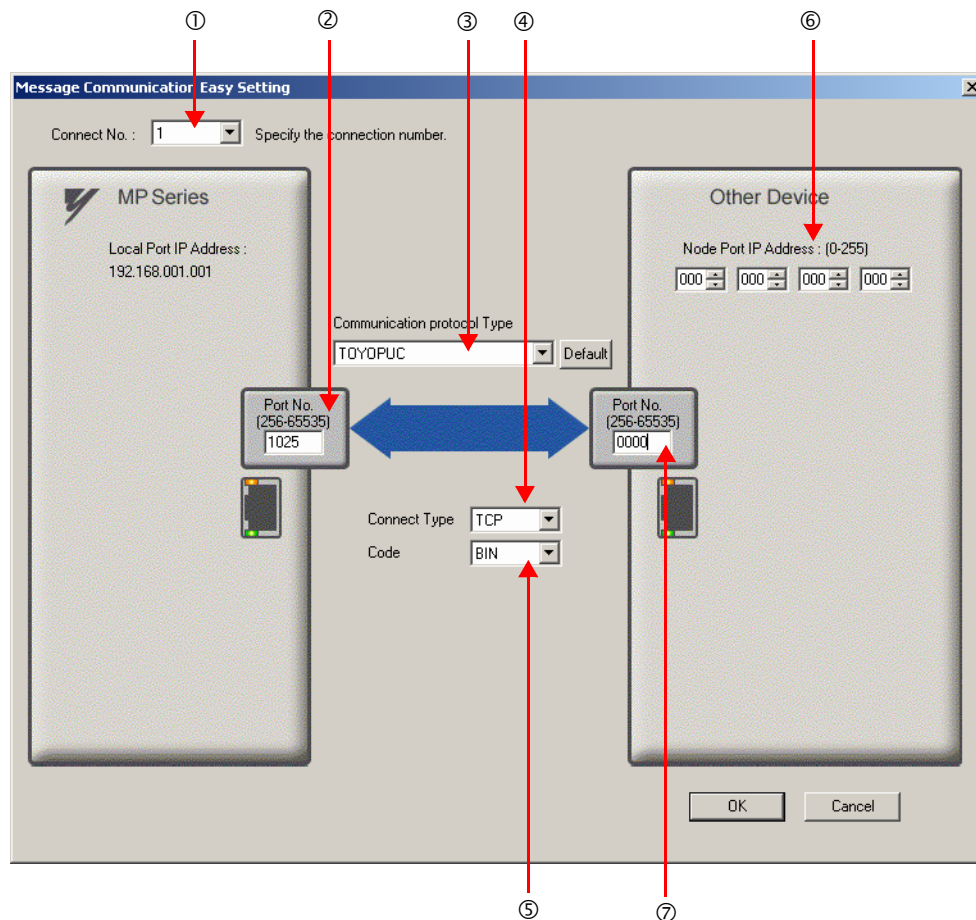 ① ② ③ ④ ⑥
Message Communication Easy Setting
Connect No. : 1 Specify the connection number.
MP Series
Local Port IP Address :
192.168.001.001
Other Device
Node Port IP Address : (0-255)
000 000 000 000
Communication protocol Type
TOYOPUC Default
Port No.
(256-65535)
1025
Port No.
(256-65535)
0000
Connect Type TCP
Code BIN
OK Cancel
⑤ ⑦